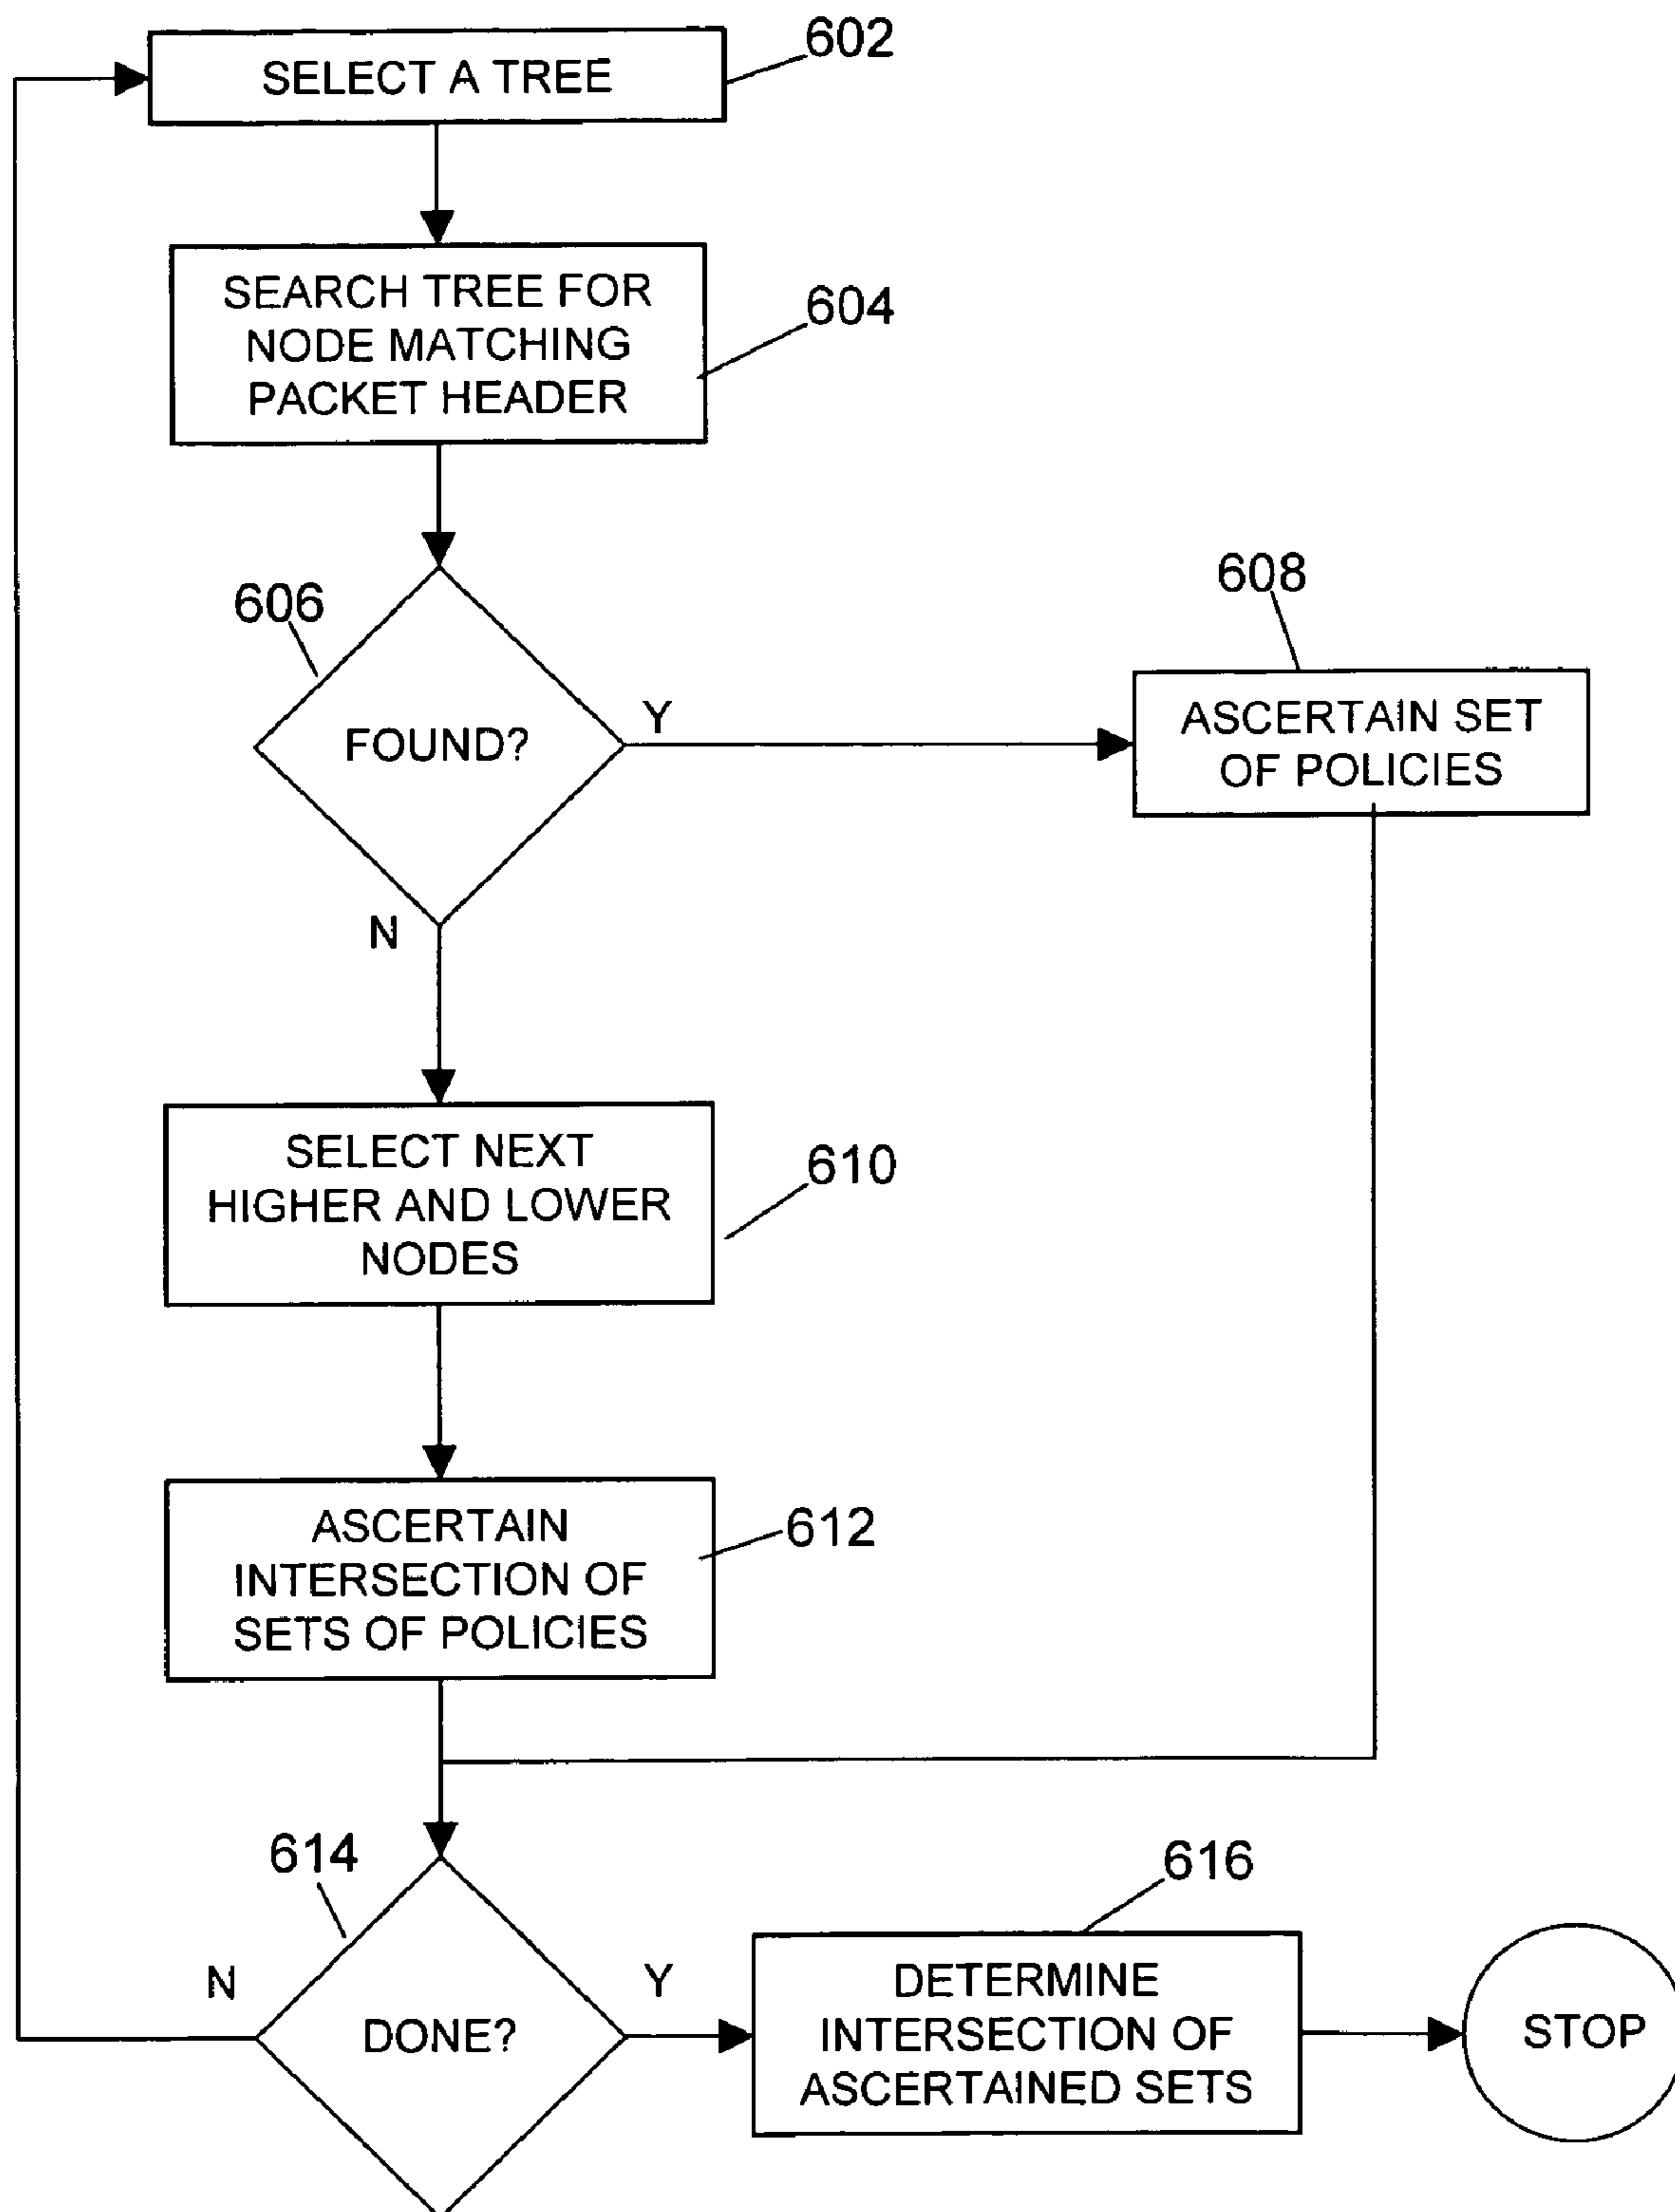 602
SELECT A TREE
SEARCH TREE FOR
NODE MATCHING
PACKET HEADER
604
606
FOUND?
Y
N
608
ASCERTAIN SET
OF POLICIES
SELECT NEXT
HIGHER AND LOWER
NODES
610
ASCERTAIN
INTERSECTION OF
SETS OF POLICIES
612
614
DONE?
N
Y
616
DETERMINE
INTERSECTION OF
ASCERTAINED SETS
STOP